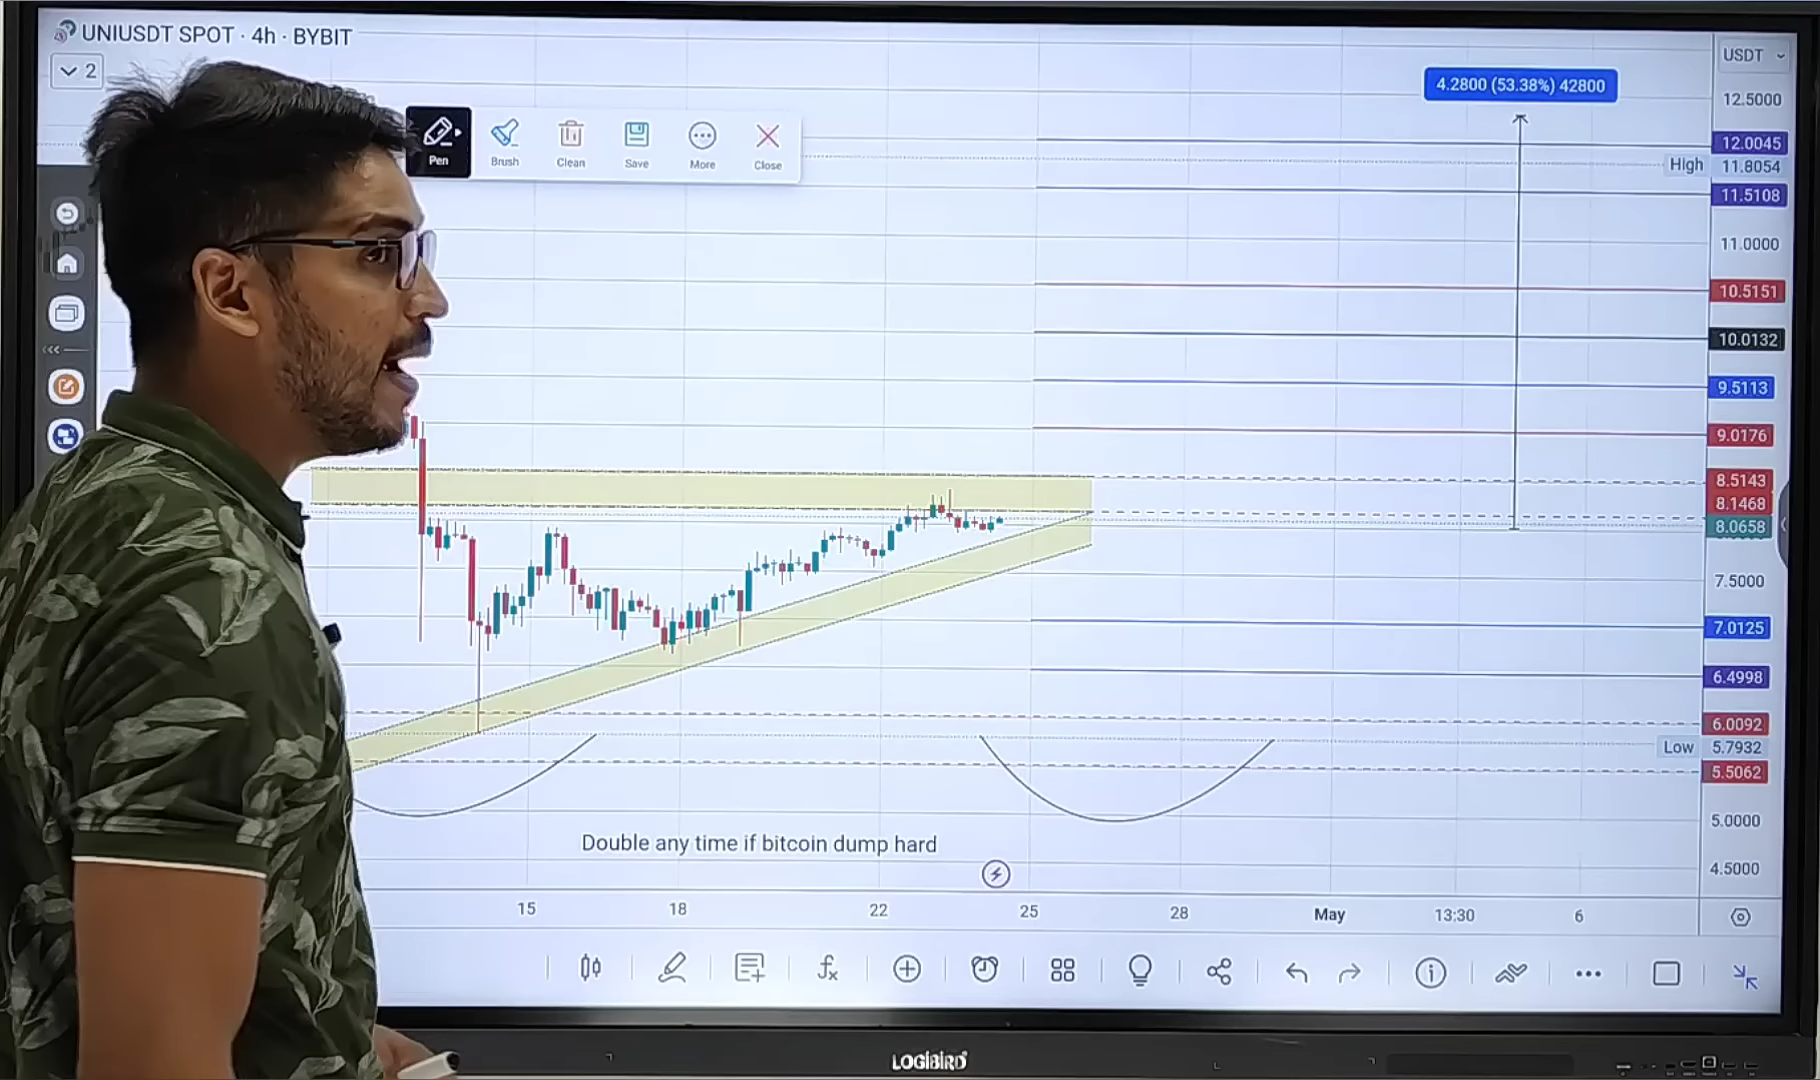 UNIUSDT SPOT · 4h · BYBIT
USDT
2
4.2800 (53.38%) 42800
12.5000
Pen
Brush
Clean
Save
More
Close
12.0045
High 11.8054
11.5108
11.0000
10.5151
10.0132
9.5113
9.0176
8.5143
8.1468
8.0658
7.5000
7.0125
6.4998
6.0092
Low 5.7932
5.5062
5.0000
Double any time if bitcoin dump hard
4.5000
15 18 22 25 28 May 13:30 6
LOGIBIRD